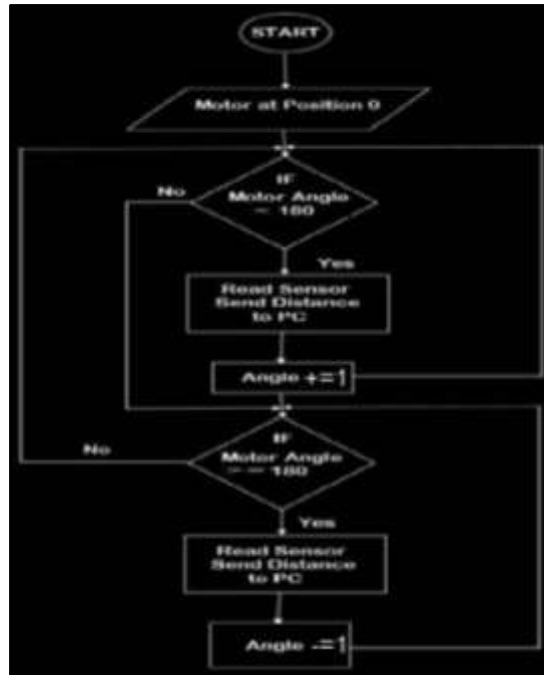 START
Motor at Position 0
IF
Motor Angle
180
No
Yes
Read Sensor
Send Distance
to PC
Angle +=1
IF
Motor Angle
180
No
Yes
Read Sensor
Send Distance
to PC
Angle -=1